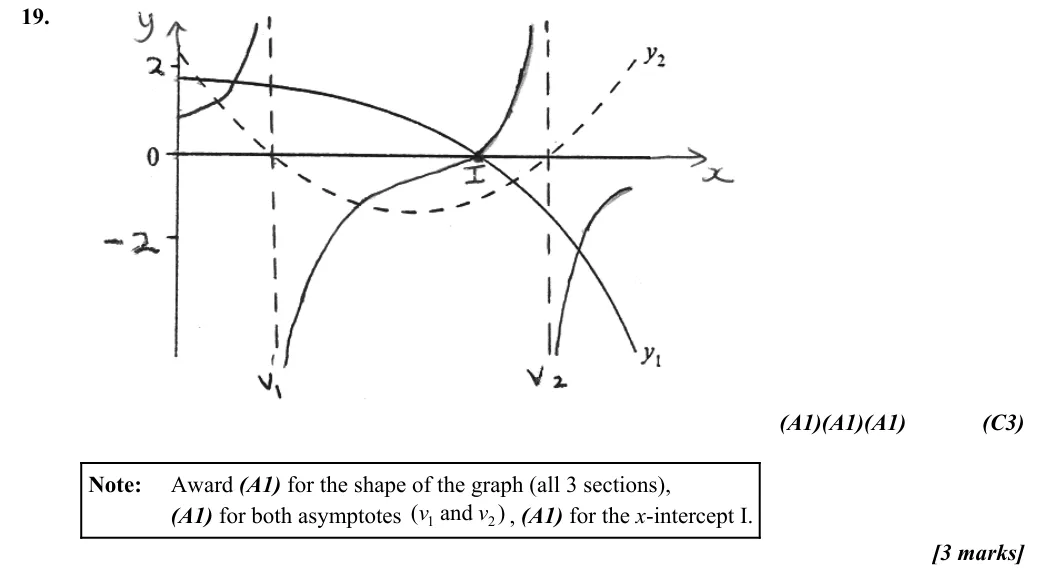 19.
y
2
y₂
0
I
x
-2
y₁
V₁
V₂
(A1)(A1)(A1) (C3)
Note: Award (A1) for the shape of the graph (all 3 sections),
(A1) for both asymptotes (v₁ and v₂), (A1) for the x-intercept I.
[3 marks]